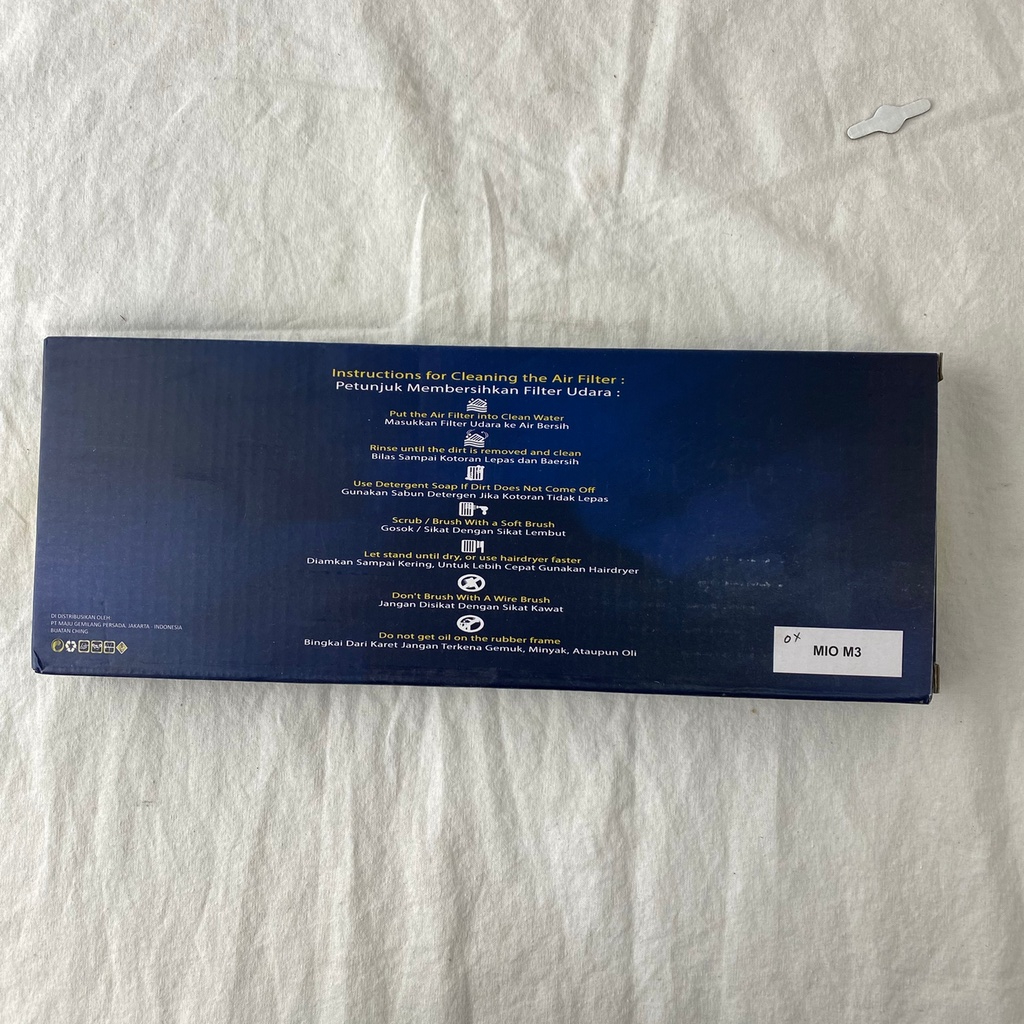 Instructions for Cleaning the Air Filter :
Petunjuk Membersihkan Filter Udara :
Put the Air Filter into Clean Water
Masukkan Filter Udara ke Air Bersih
Rinse until the dirt is removed and clean
Bilas Sampai Kotoran Lepas dan Baersih
Use Detergent Soap If Dirt Does Not Come Off
Gunakan Sabun Detergen Jika Kotoran Tidak Lepas
Scrub / Brush With a Soft Brush
Gosok / Sikat Dengan Sikat Lembut
Let stand until dry, or use hairdryer faster
Diamkan Sampai Kering, Untuk Lebih Cepat Gunakan Hairdryer
Don't Brush With A Wire Brush
Jangan Disikat Dengan Sikat Kawat
Do not get oil on the rubber frame
Bingkai Dari Karet Jangan Terkena Gemuk, Minyak, Ataupun Oli
DI DISTRIBUSIKAN OLEH
PT MAJU GEMILANG PERSADA. JAKARTA - INDONESIA
BUATAN CHING
OX
MIO M3